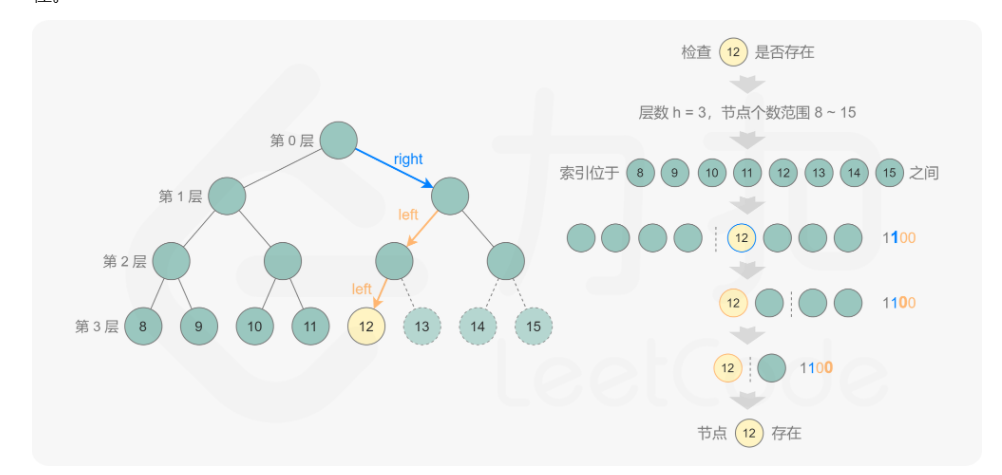 检查 12 是否存在
层数 h = 3，节点个数范围 8 ~ 15
第 0 层
right
索引位于 8 9 10 11 12 13 14 15 之间
第 1 层
left
12 1100
第 2 层
left
12 1100
第 3 层 8 9 10 11 12 13 14 15
12 1100
节点 12 存在
力扣
LeetCode